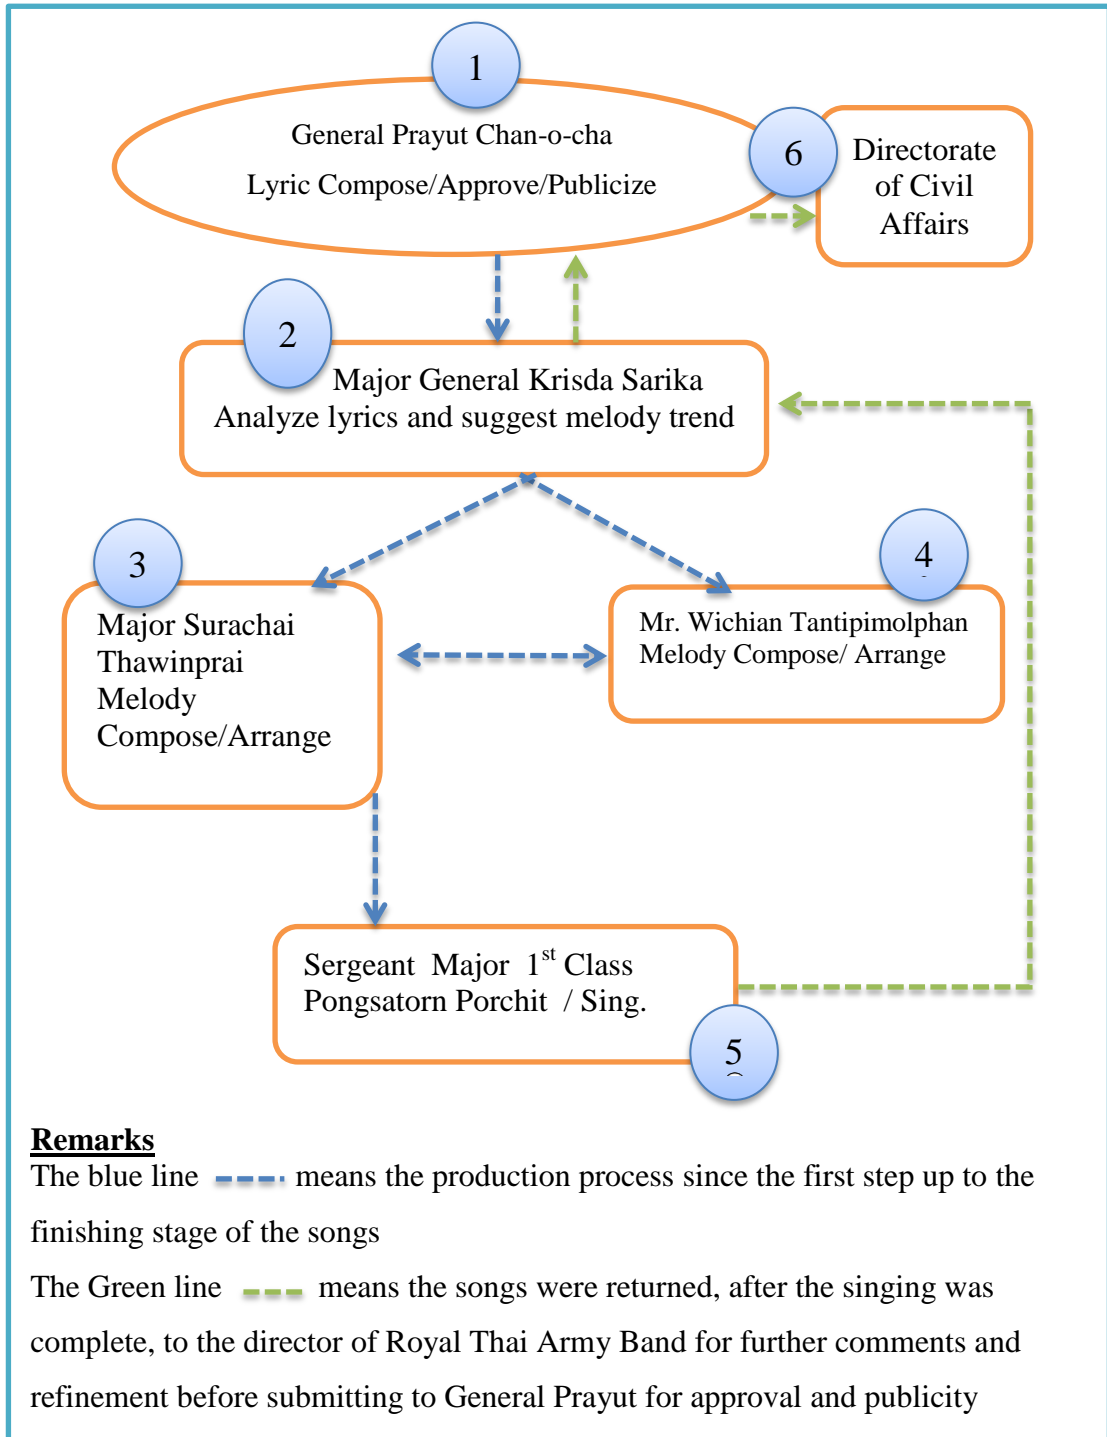 1
General Prayut Chan-o-cha
Lyric Compose/Approve/Publicize
6
Directorate
of Civil
Affairs
2
Major General Krisda Sarika
Analyze lyrics and suggest melody trend
3
Major Surachai
Thawinprai
Melody
Compose/Arrange
4
Mr. Wichian Tantipimolphan
Melody Compose/ Arrange
Sergeant Major 1st Class
Pongsatorn Porchit / Sing.
5
Remarks
The blue line ---- means the production process since the first step up to the
finishing stage of the songs
The Green line ---- means the songs were returned, after the singing was
complete, to the director of Royal Thai Army Band for further comments and
refinement before submitting to General Prayut for approval and publicity